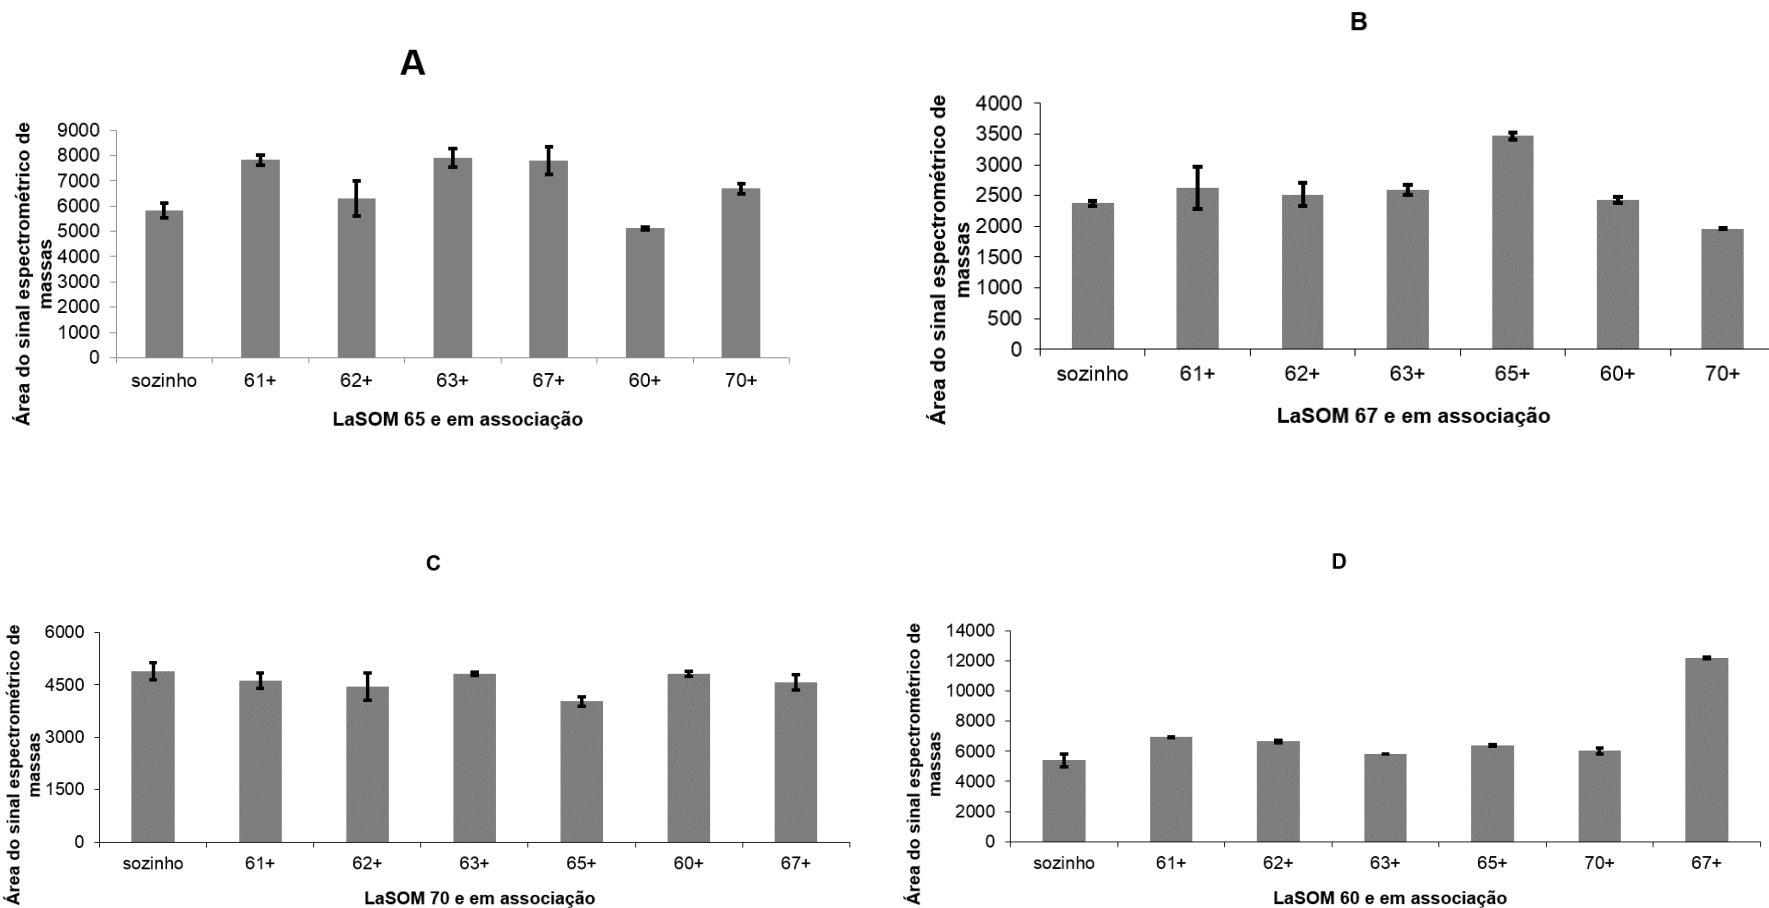 A
Área do sinal espectrométrico de
massas
9000
8000
7000
6000
5000
4000
3000
2000
1000
0
sozinho 61+ 62+ 63+ 67+ 60+ 70+
LaSOM 65 e em associação
B
Área do sinal espectrométrico de
massas
4000
3500
3000
2500
2000
1500
1000
500
0
sozinho 61+ 62+ 63+ 65+ 60+ 70+
LaSOM 67 e em associação
C
Área do sinal espectrométrico de
massas
6000
4500
3000
1500
0
sozinho 61+ 62+ 63+ 65+ 60+ 67+
LaSOM 70 e em associação
D
Área do sinal espectrométrico de
massas
14000
12000
10000
8000
6000
4000
2000
0
sozinho 61+ 62+ 63+ 65+ 70+ 67+
LaSOM 60 e em associação